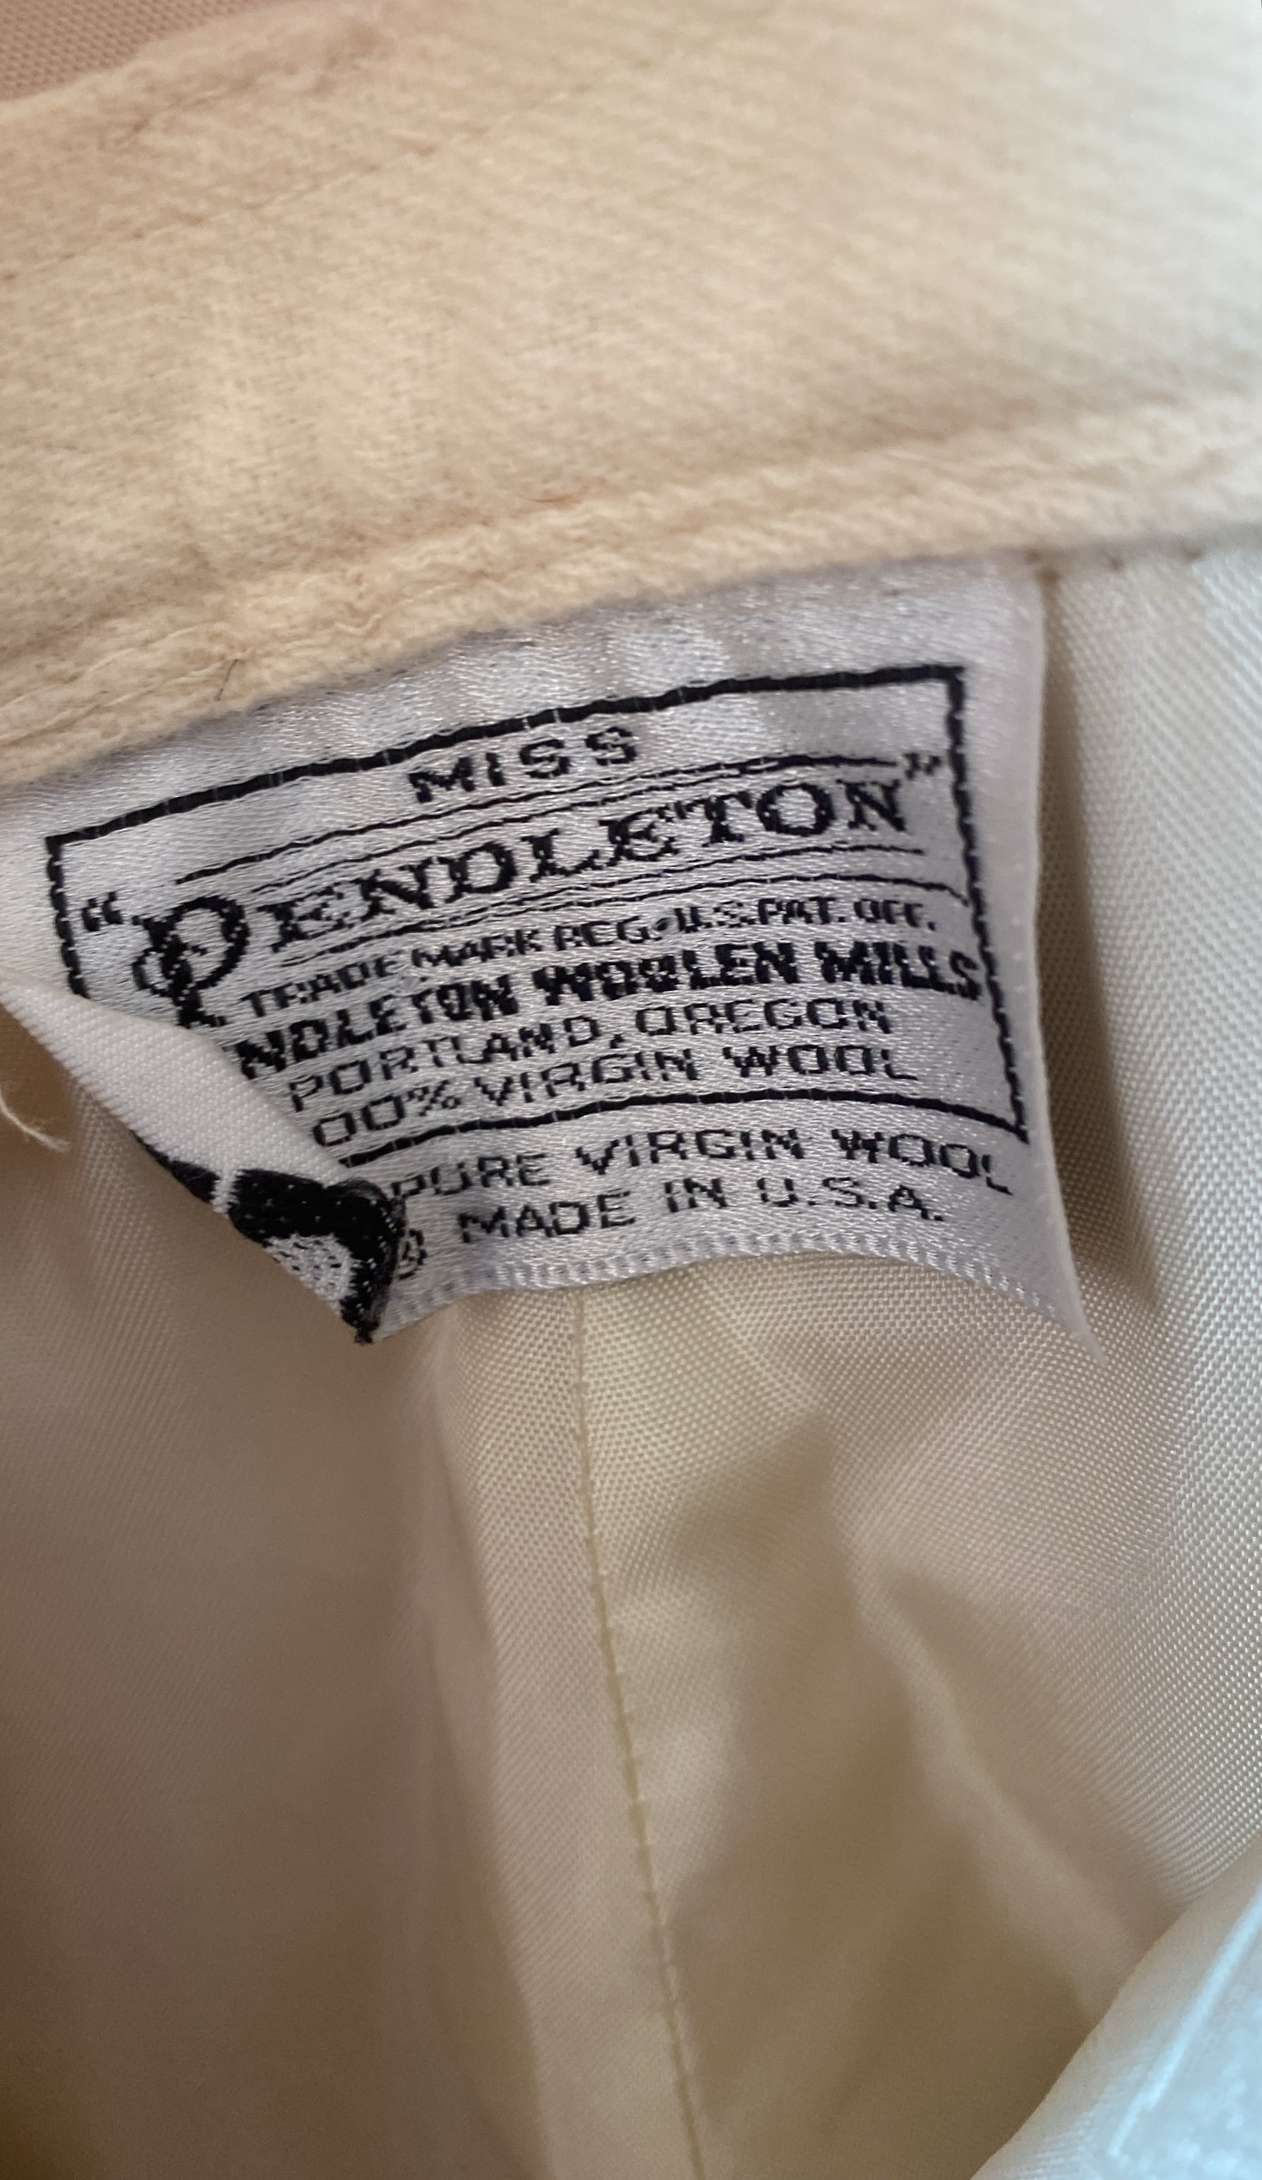 MISS
"PENDLETON"
TRADE MARK REG. U.S. PAT. OFF.
NDLETON WOOLEN MILLS
PORTLAND, OREGON
00% VIRGIN WOOL
PURE VIRGIN WOOL
® MADE IN U.S.A.